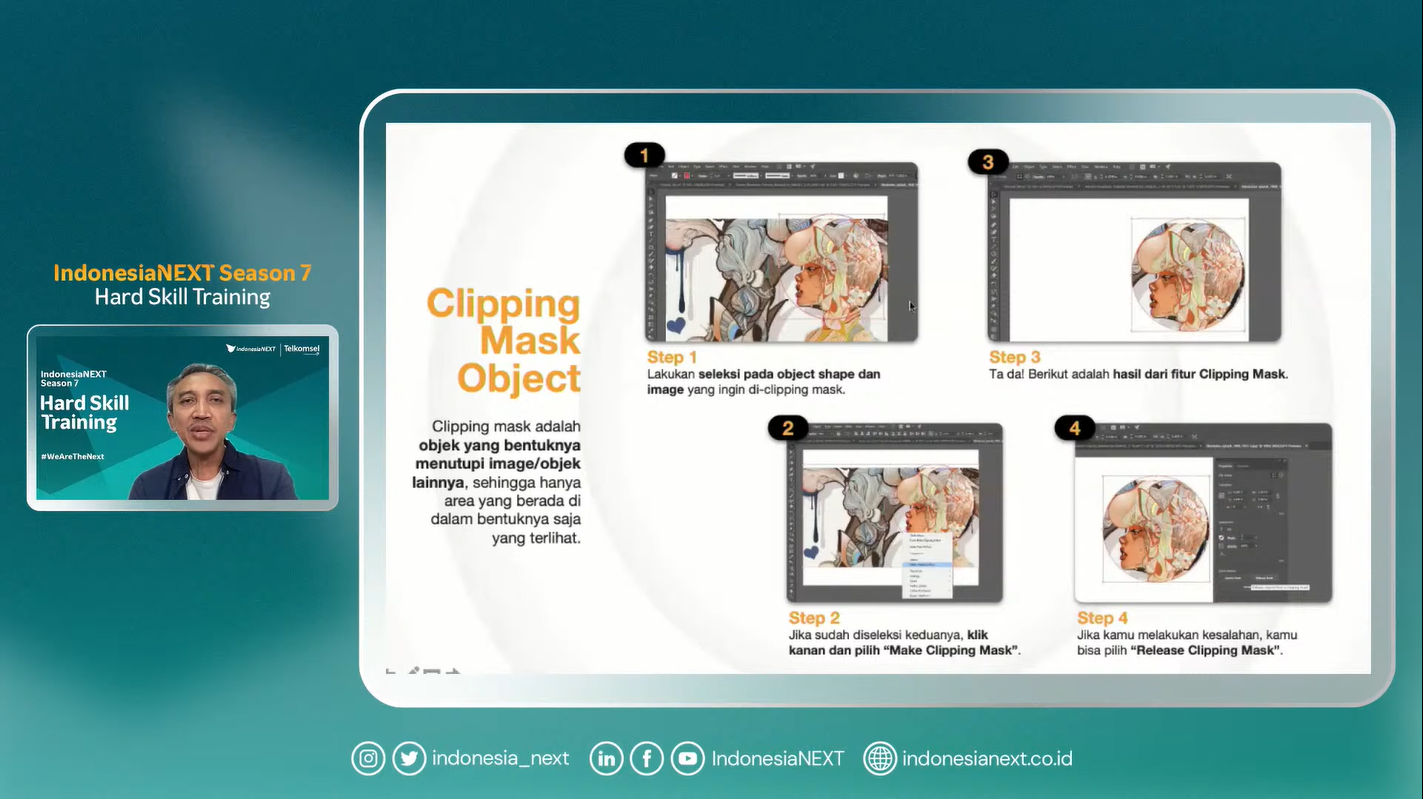 IndonesiaNEXT Season 7
Hard Skill Training
IndonesiaNEXT | Telkomsel
IndonesiaNEXT
Season 7
Hard Skill
Training
#WeAreTheNext
Clipping
Mask
Object
Clipping mask adalah
objek yang bentuknya
menutupi image/objek
lainnya, sehingga hanya
area yang berada di
dalam bentuknya saja
yang terlihat.
1
Step 1
Lakukan seleksi pada object shape dan
image yang ingin di-clipping mask.
2
Step 2
Jika sudah diseleksi keduanya, klik
kanan dan pilih “Make Clipping Mask”.
3
Step 3
Ta da! Berikut adalah hasil dari fitur Clipping Mask.
4
Step 4
Jika kamu melakukan kesalahan, kamu
bisa pilih “Release Clipping Mask”.
indonesia_next
IndonesiaNEXT
indonesianext.co.id